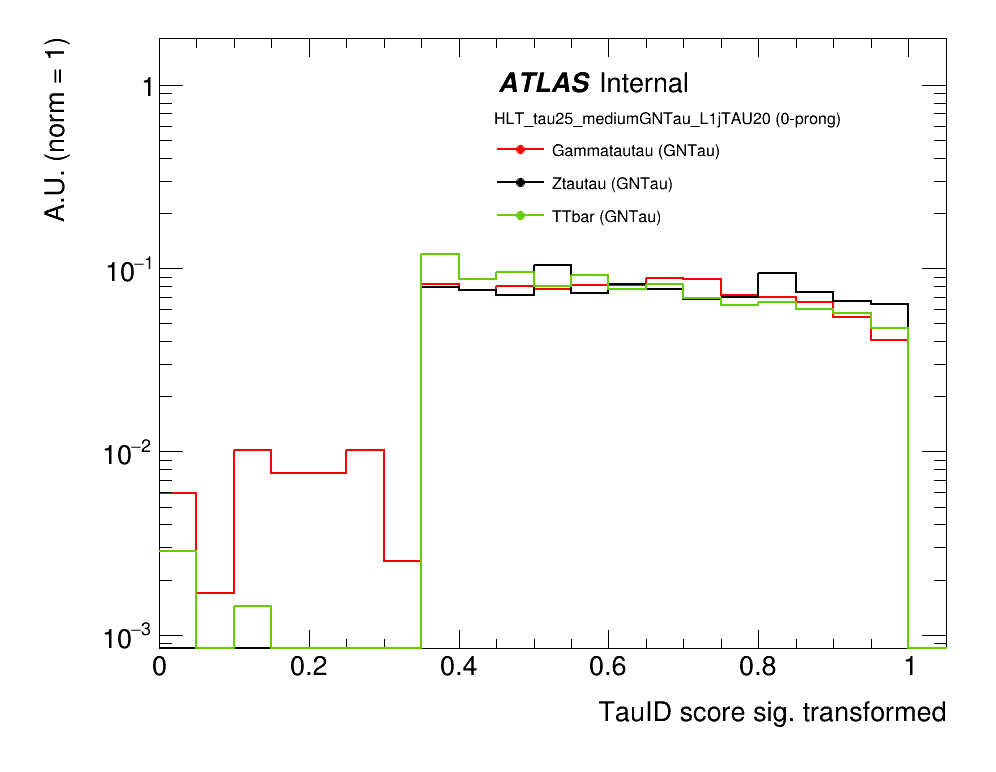 A.U. (norm = 1)
ATLAS Internal
HLT_tau25_mediumGNTau_L1jTAU20 (0-prong)
Gammatautau (GNTau)
Ztautau (GNTau)
TTbar (GNTau)
1
10⁻¹
10⁻²
10⁻³
0 0.2 0.4 0.6 0.8 1
TauID score sig. transformed